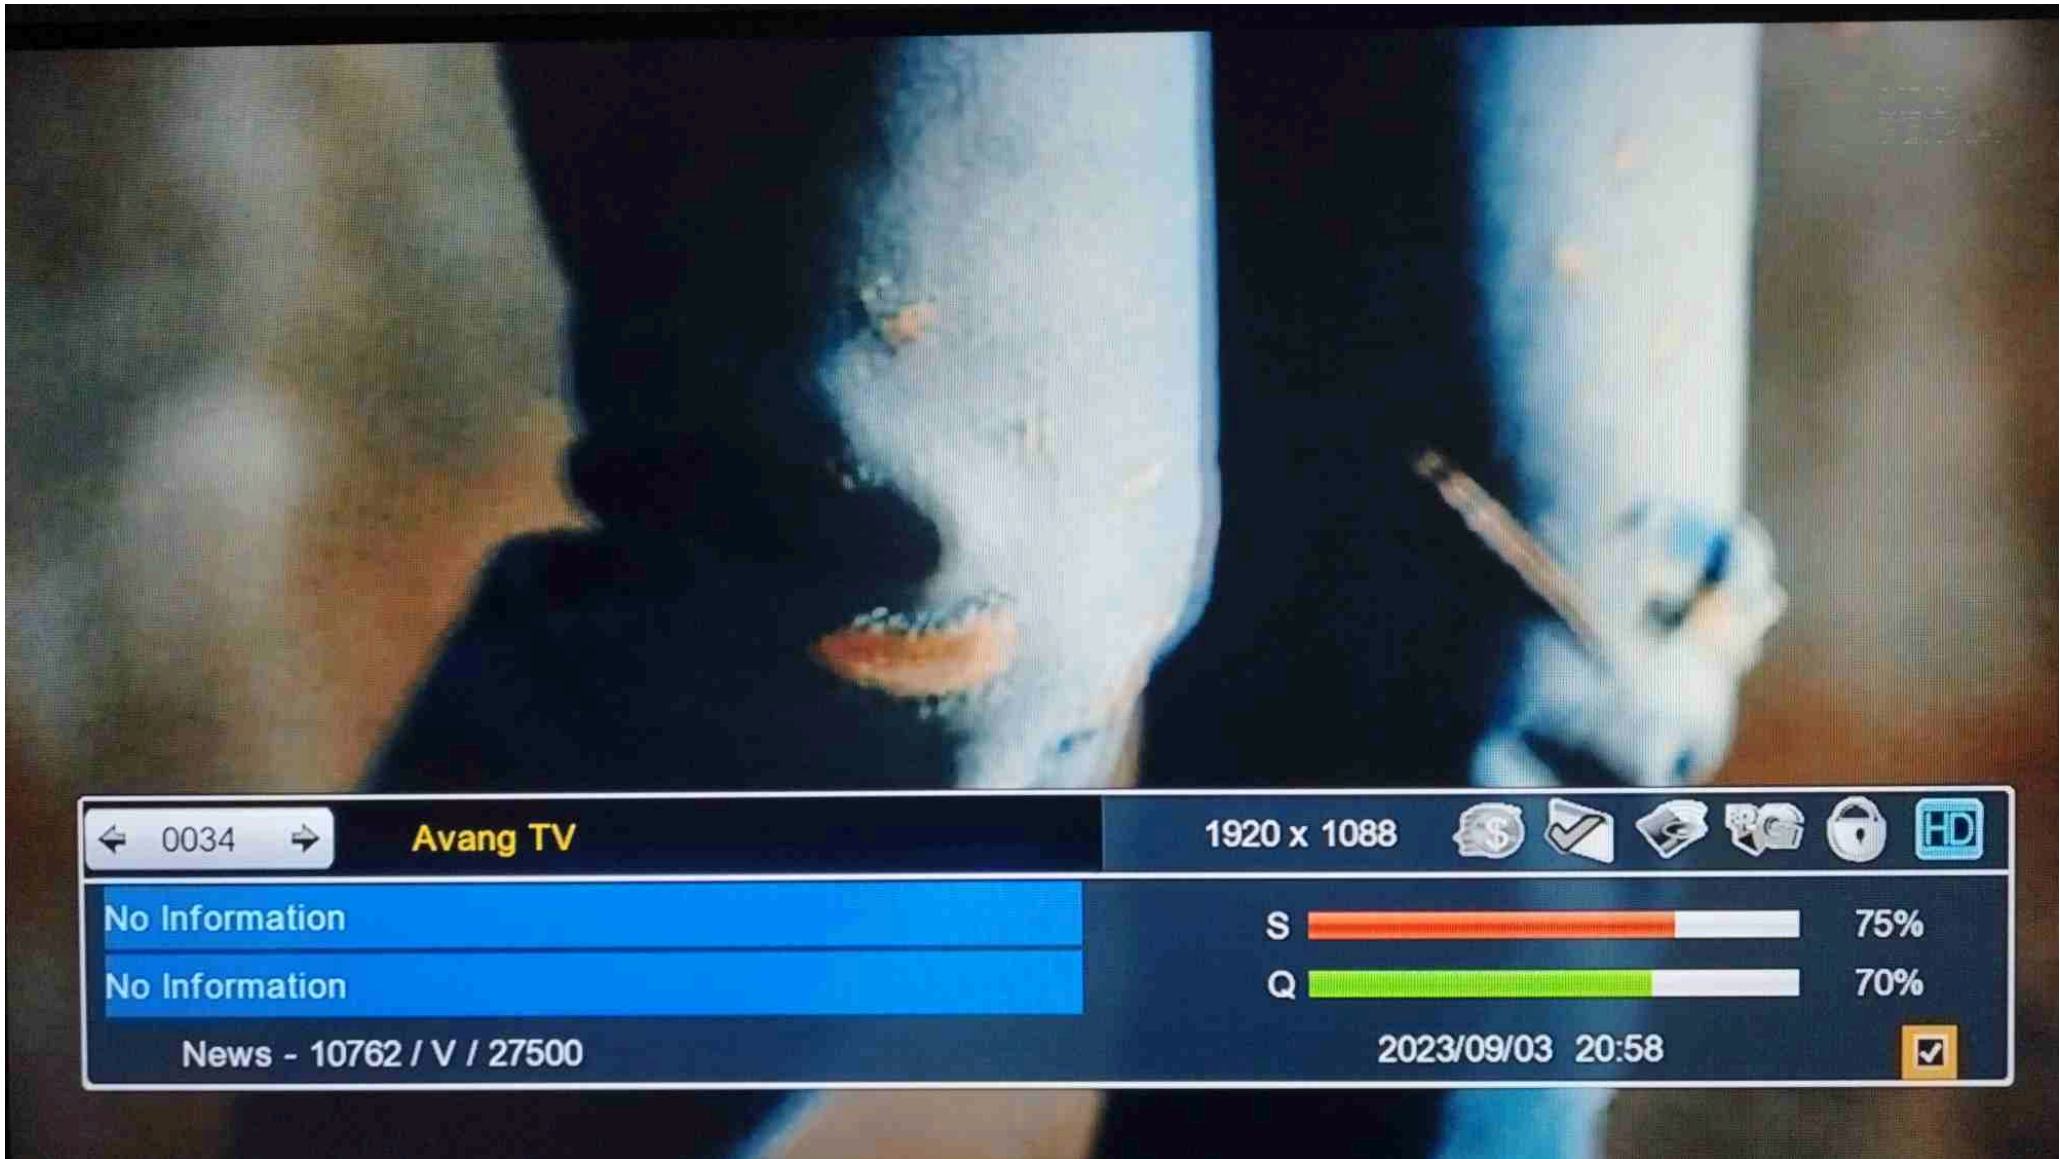 0034
Avang TV
1920 x 1088
HD
No Information
S 75%
No Information
Q 70%
News - 10762 / V / 27500
2023/09/03 20:58